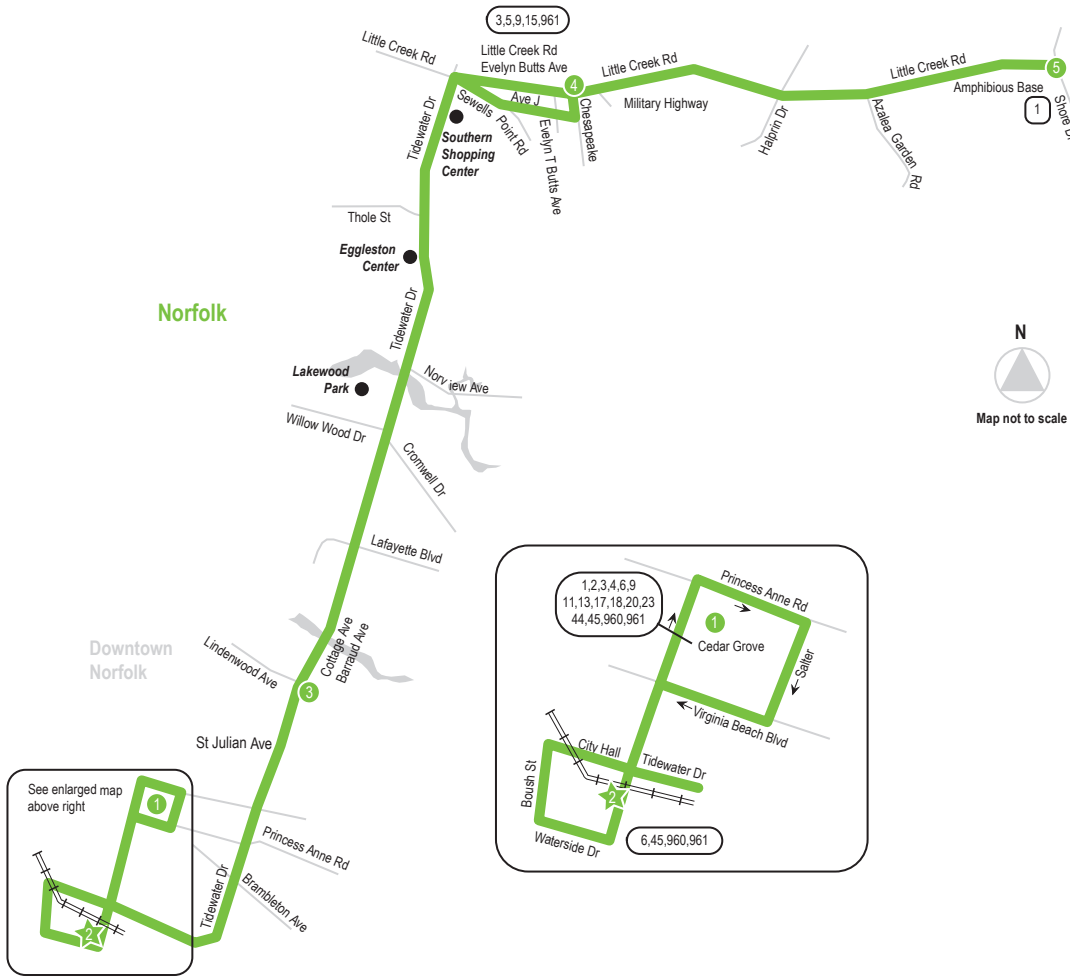 3,5,9,15,961
Little Creek Rd
Little Creek Rd
Evelyn Butts Ave
4
Little Creek Rd
Little Creek Rd
5
Amphibious Base
1
Shore Dr
Military Highway
Halprin Dr
Azalea Garden Rd
Chesapeake
Ave J
Sewells Point Rd
Evelyn T Butts Ave
Tidewater Dr
Southern
Shopping
Center
Thole St
Eggleston
Center
Norfolk
Tidewater Dr
N
Map not to scale
Lakewood
Park
Norv iew Ave
Willow Wood Dr
Cromwell Dr
Lafayette Blvd
Cottage Ave
Barraud Ave
Downtown
Norfolk
Lindenwood Ave
3
St Julian Ave
See enlarged map
above right
1
Princess Anne Rd
Brambleton Ave
Tidewater Dr
2
1,2,3,4,6,9
11,13,17,18,20,23
44,45,960,961
Princess Anne Rd
1
Cedar Grove
Salter
Virginia Beach Blvd
City Hall
Tidewater Dr
Boush St
2
Waterside Dr
6,45,960,961